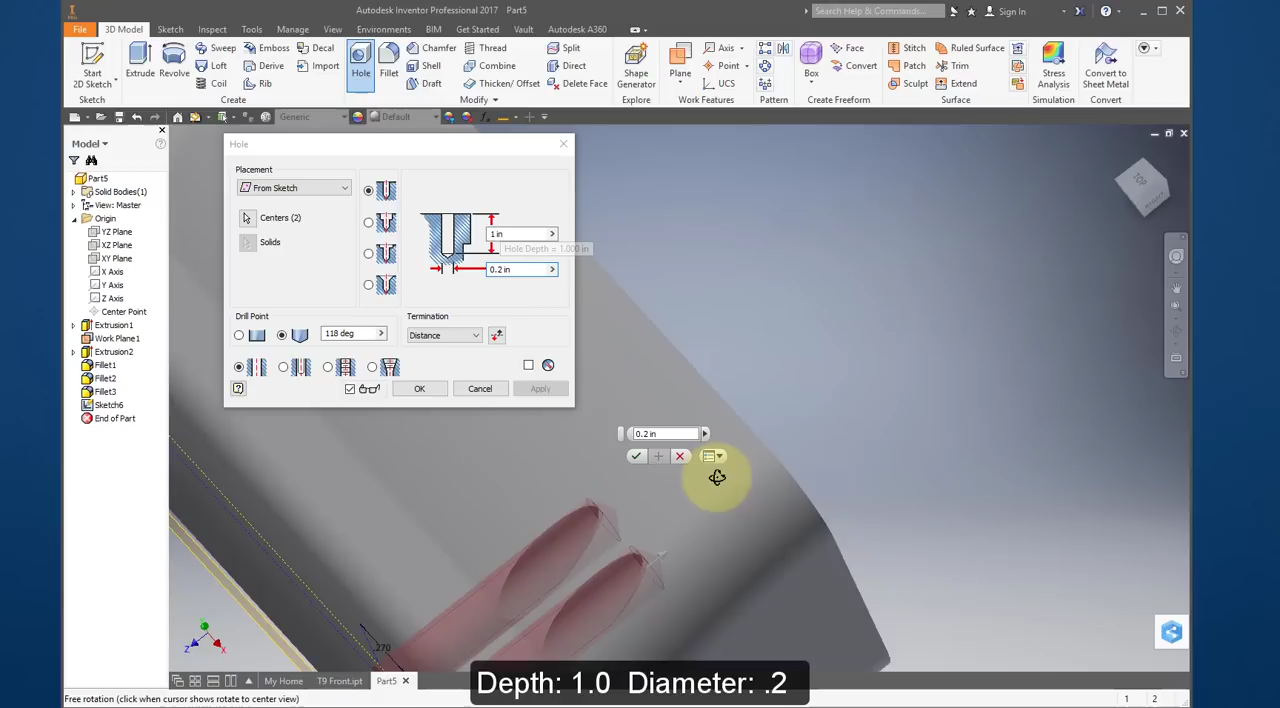 Autodesk Inventor Professional 2017 Part5
Search Help & Commands...
Sign In
File 3D Model Sketch Inspect Tools Manage View Environments BIM Get Started Vault Autodesk A360
Start 2D Sketch
Sketch
Extrude Revolve
Sweep Emboss Decal
Loft Derive Import
Coil Rib
Create
Hole Fillet
Chamfer Thread Split
Shell Combine Direct
Draft Thicken/ Offset Delete Face
Modify
Shape Generator
Explore
Plane
Axis
Point
UCS
Work Features
Pattern
Box
Face
Convert
Create Freeform
Stitch Ruled Surface
Patch Trim
Sculpt Extend
Surface
Stress Analysis
Simulation
Convert to Sheet Metal
Convert
Generic
Default
Model
Part5
Solid Bodies(1)
View: Master
Origin
YZ Plane
XZ Plane
XY Plane
X Axis
Y Axis
Z Axis
Center Point
Extrusion1
Work Plane1
Extrusion2
Fillet1
Fillet2
Fillet3
Sketch6
End of Part
Hole
Placement
From Sketch
Centers (2)
Solids
1 in
Hole Depth = 1.000 in
0.2 in
Drill Point
118 deg
Termination
Distance
OK Cancel Apply
0.2 in
TOP
.270
Z X
My Home T9 Front.ipt Part5
Depth: 1.0 Diameter: .2
Free rotation (click when cursor shows rotate to center view)
1 2